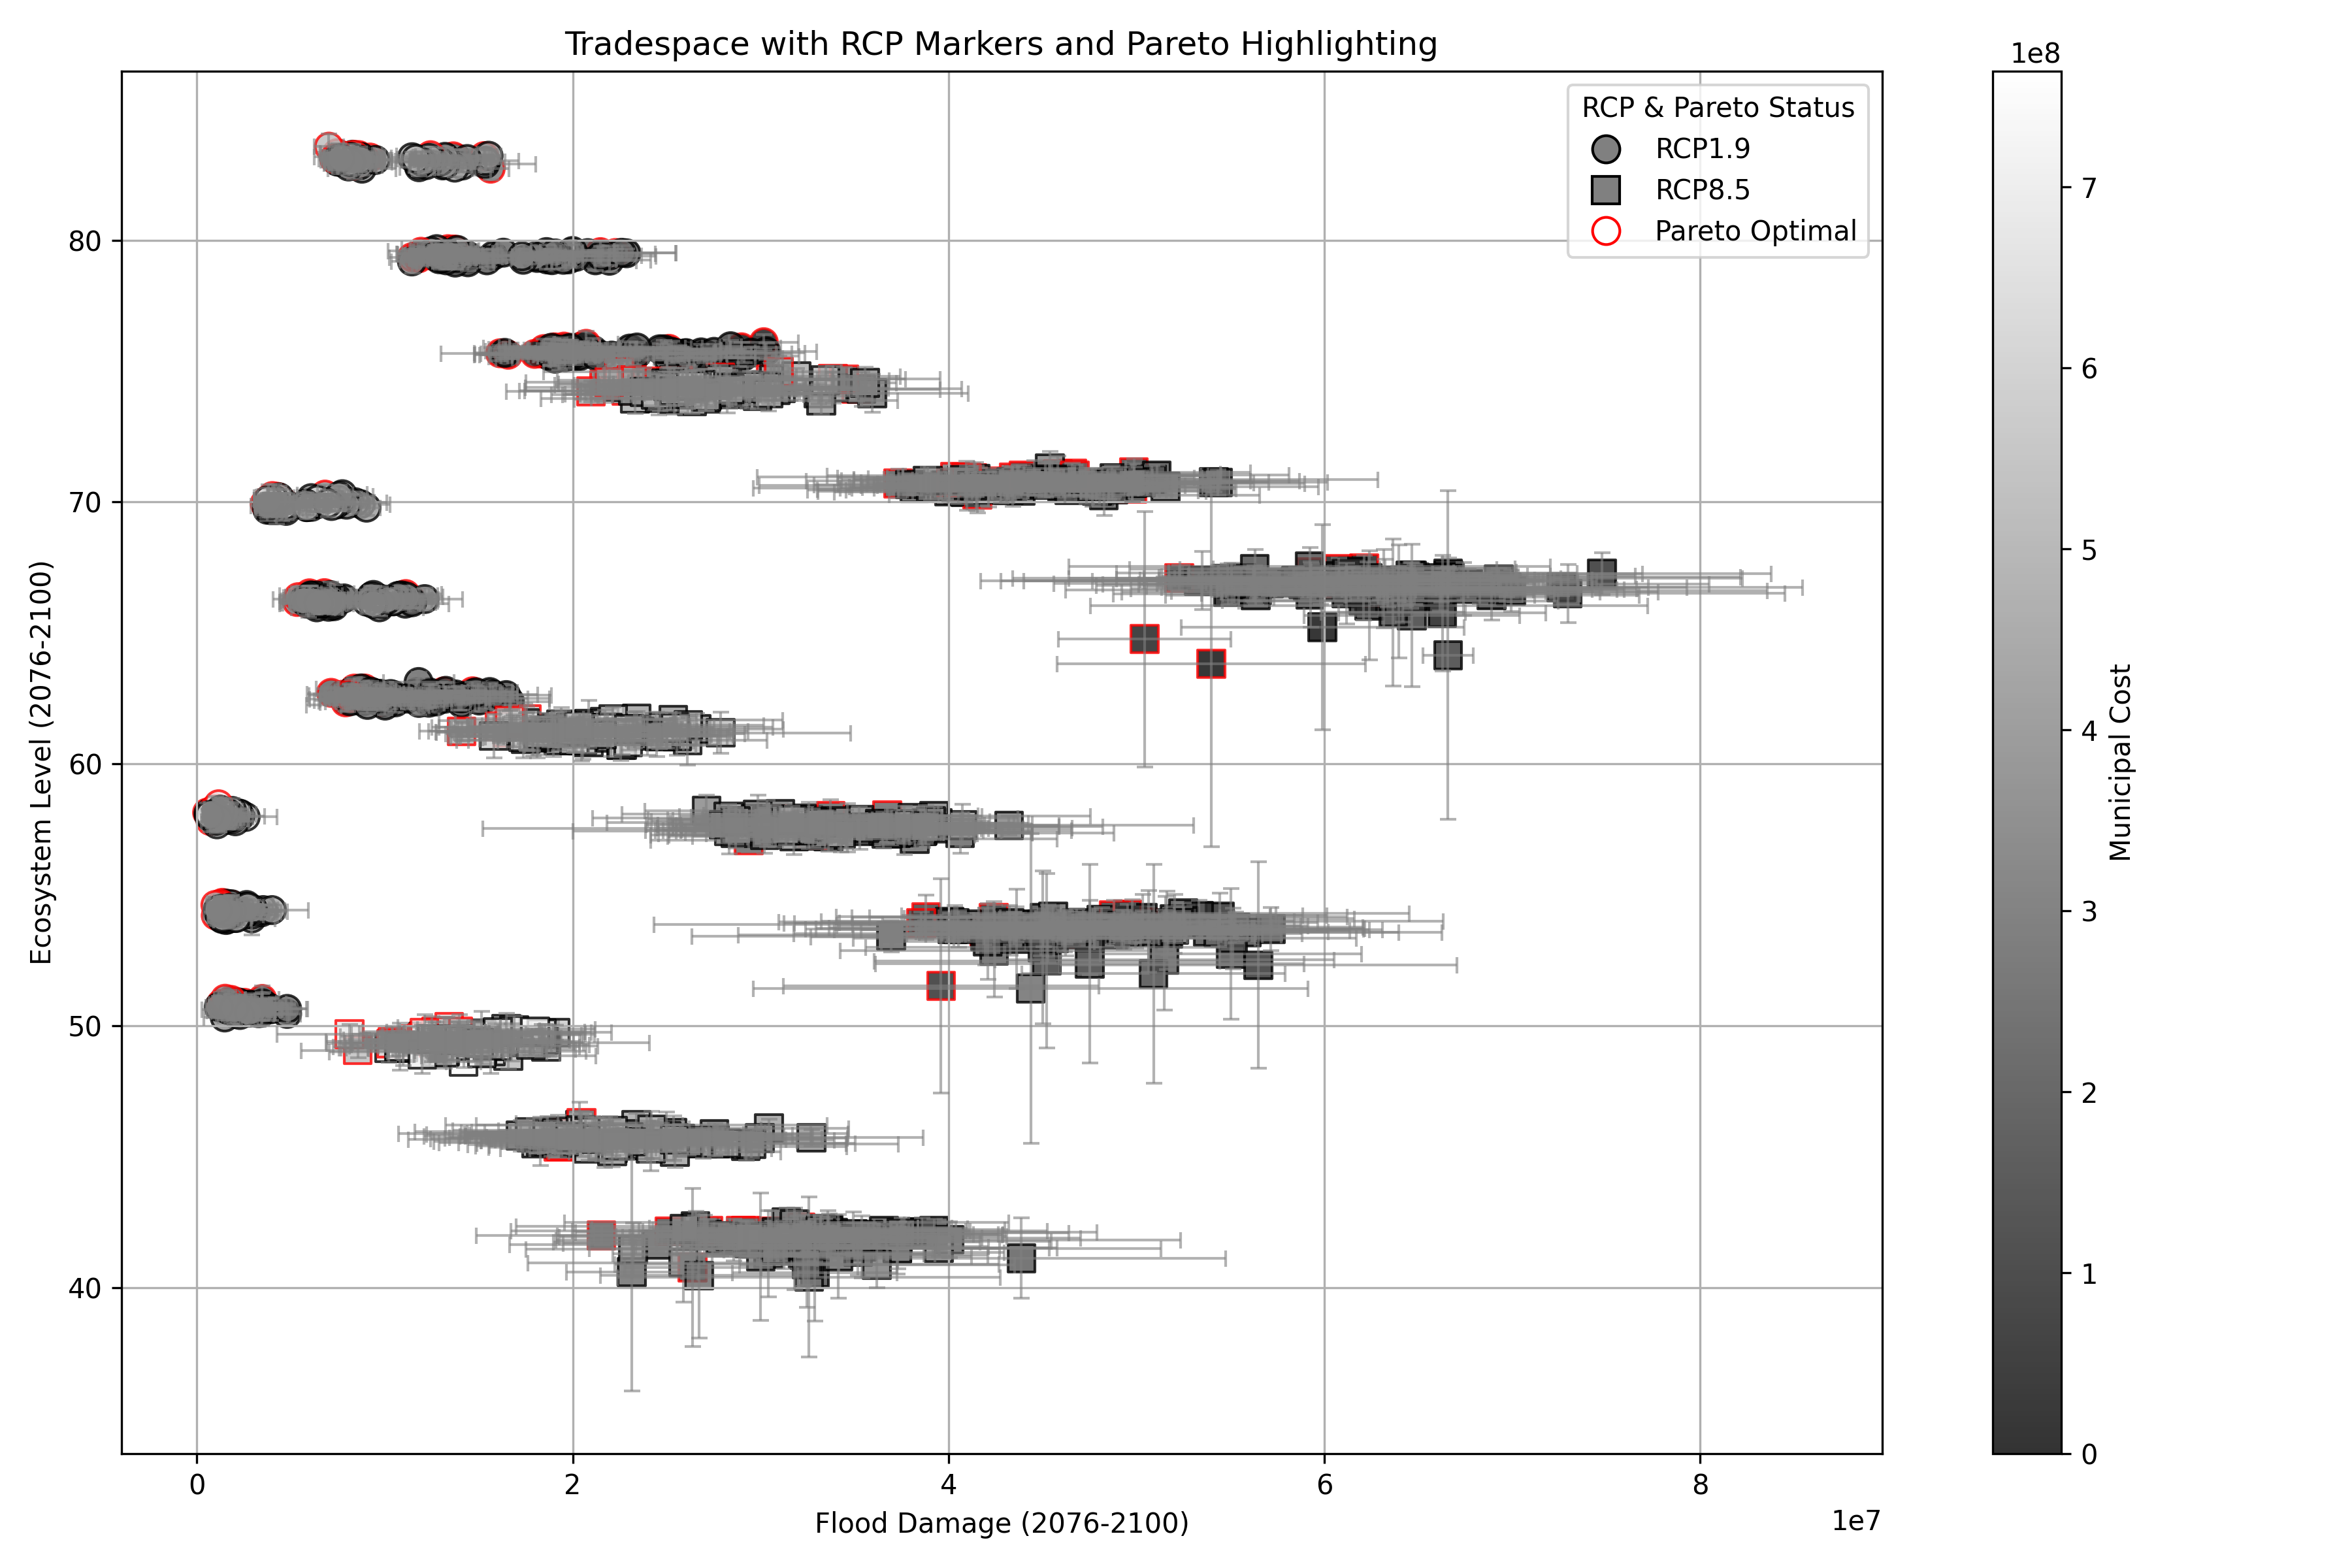 Tradespace with RCP Markers and Pareto Highlighting
1e8
RCP & Pareto Status
RCP1.9
RCP8.5
Pareto Optimal
80
70
60
50
40
Ecosystem Level (2076-2100)
0
2
4
6
8
1e7
Flood Damage (2076-2100)
7
6
5
4
3
2
1
0
Municipal Cost